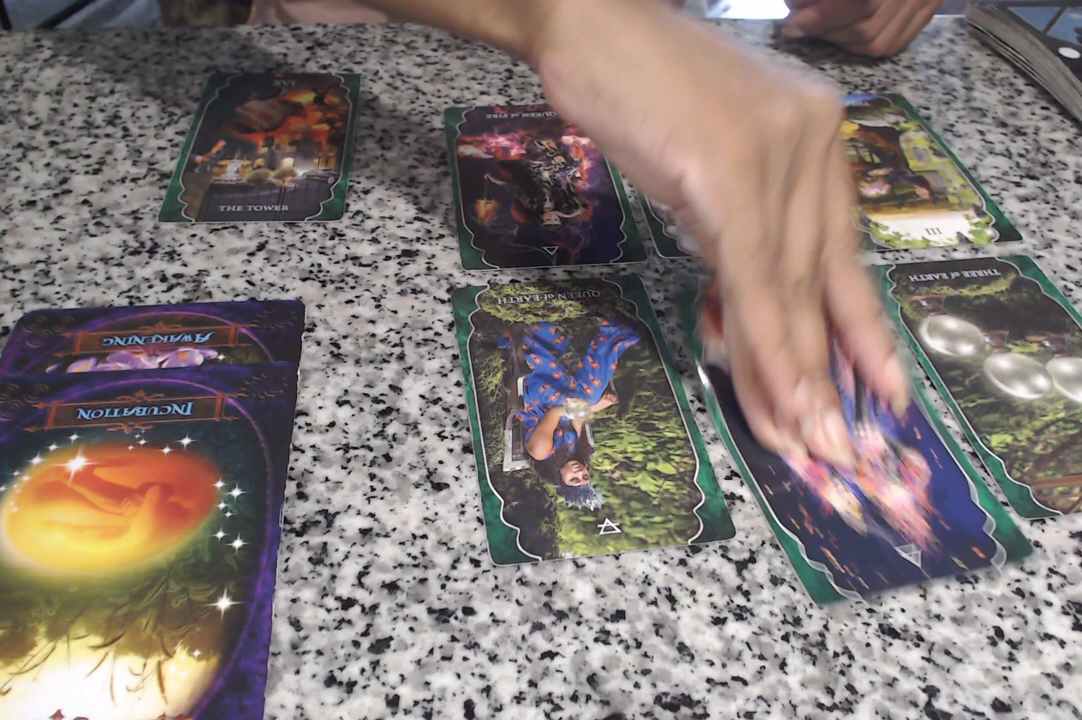 QUEEN of FIRE
III
THE TOWER
THREE of EARTH
QUEEN of EARTH
AWAKENING
INCUBATION